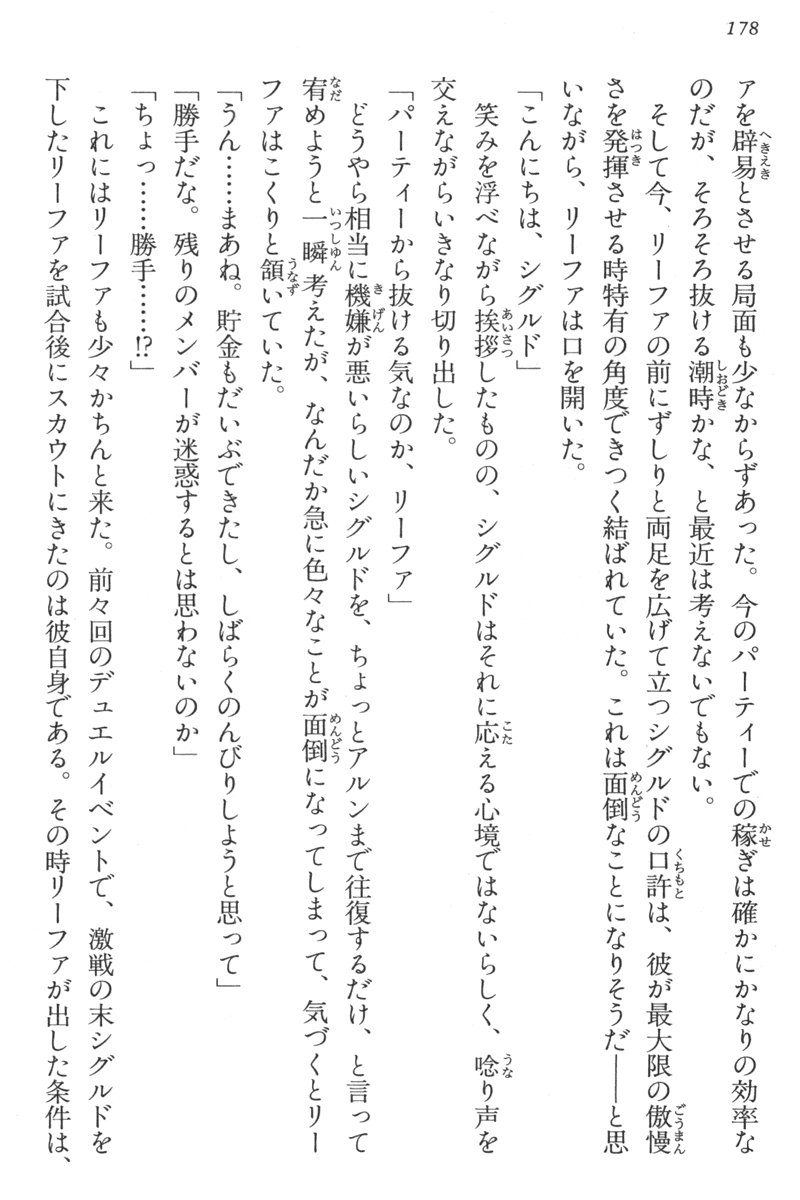 178
アを辟易とさせる局面も少なからずあった。今のパーティーでの稼ぎは確かにかなりの効率な
のだが、そろそろ抜ける潮時かな、と最近は考えないでもない。
そして今、リーファの前にずしりと両足を広げて立つシグルドの口許は、彼が最大限の傲慢
さを発揮させる時特有の角度できつく結ばれていた。これは面倒なことになりそうだ――と思
いながら、リーファは口を開いた。
「こんにちは、シグルド」
笑みを浮べながら挨拶したものの、シグルドはそれに応える心境ではないらしく、唸り声を
交えながらいきなり切り出した。
「パーティーから抜ける気なのか、リーファ」
どうやら相当に機嫌が悪いらしいシグルドを、ちょっとアルンまで往復するだけ、と言って
宥めようと一瞬考えたが、なんだか急に色々なことが面倒になってしまって、気づくとリー
ファはこくりと頷いていた。
「うん……まあね。貯金もだいぶできたし、しばらくのんびりしようと思って」
「勝手だな。残りのメンバーが迷惑するとは思わないのか」
「ちょっ……勝手……!?」
これにはリーファも少々かちんと来た。前々回のデュエルイベントで、激戦の末シグルドを
下したリーファを試合後にスカウトにきたのは彼自身である。その時リーファが出した条件は、